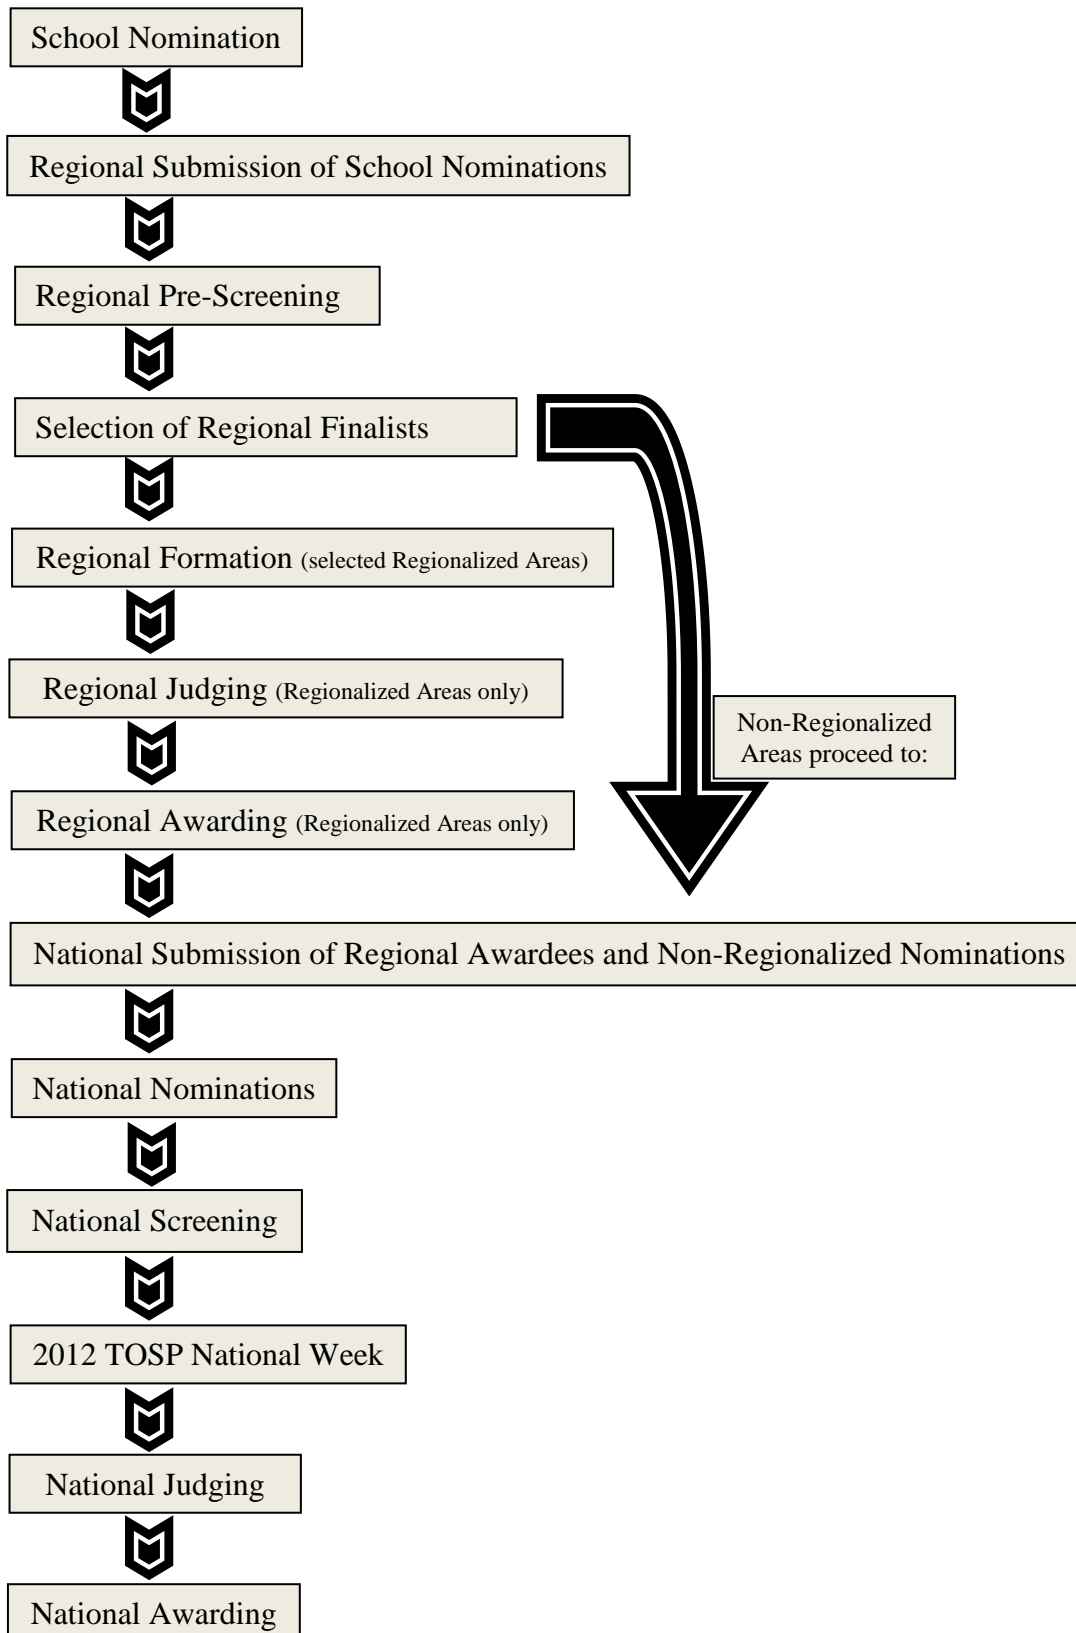 School Nomination
Regional Submission of School Nominations
Regional Pre-Screening
Selection of Regional Finalists
Regional Formation (selected Regionalized Areas)
Regional Judging (Regionalized Areas only)
Non-Regionalized
Areas proceed to:
Regional Awarding (Regionalized Areas only)
National Submission of Regional Awardees and Non-Regionalized Nominations
National Nominations
National Screening
2012 TOSP National Week
National Judging
National Awarding